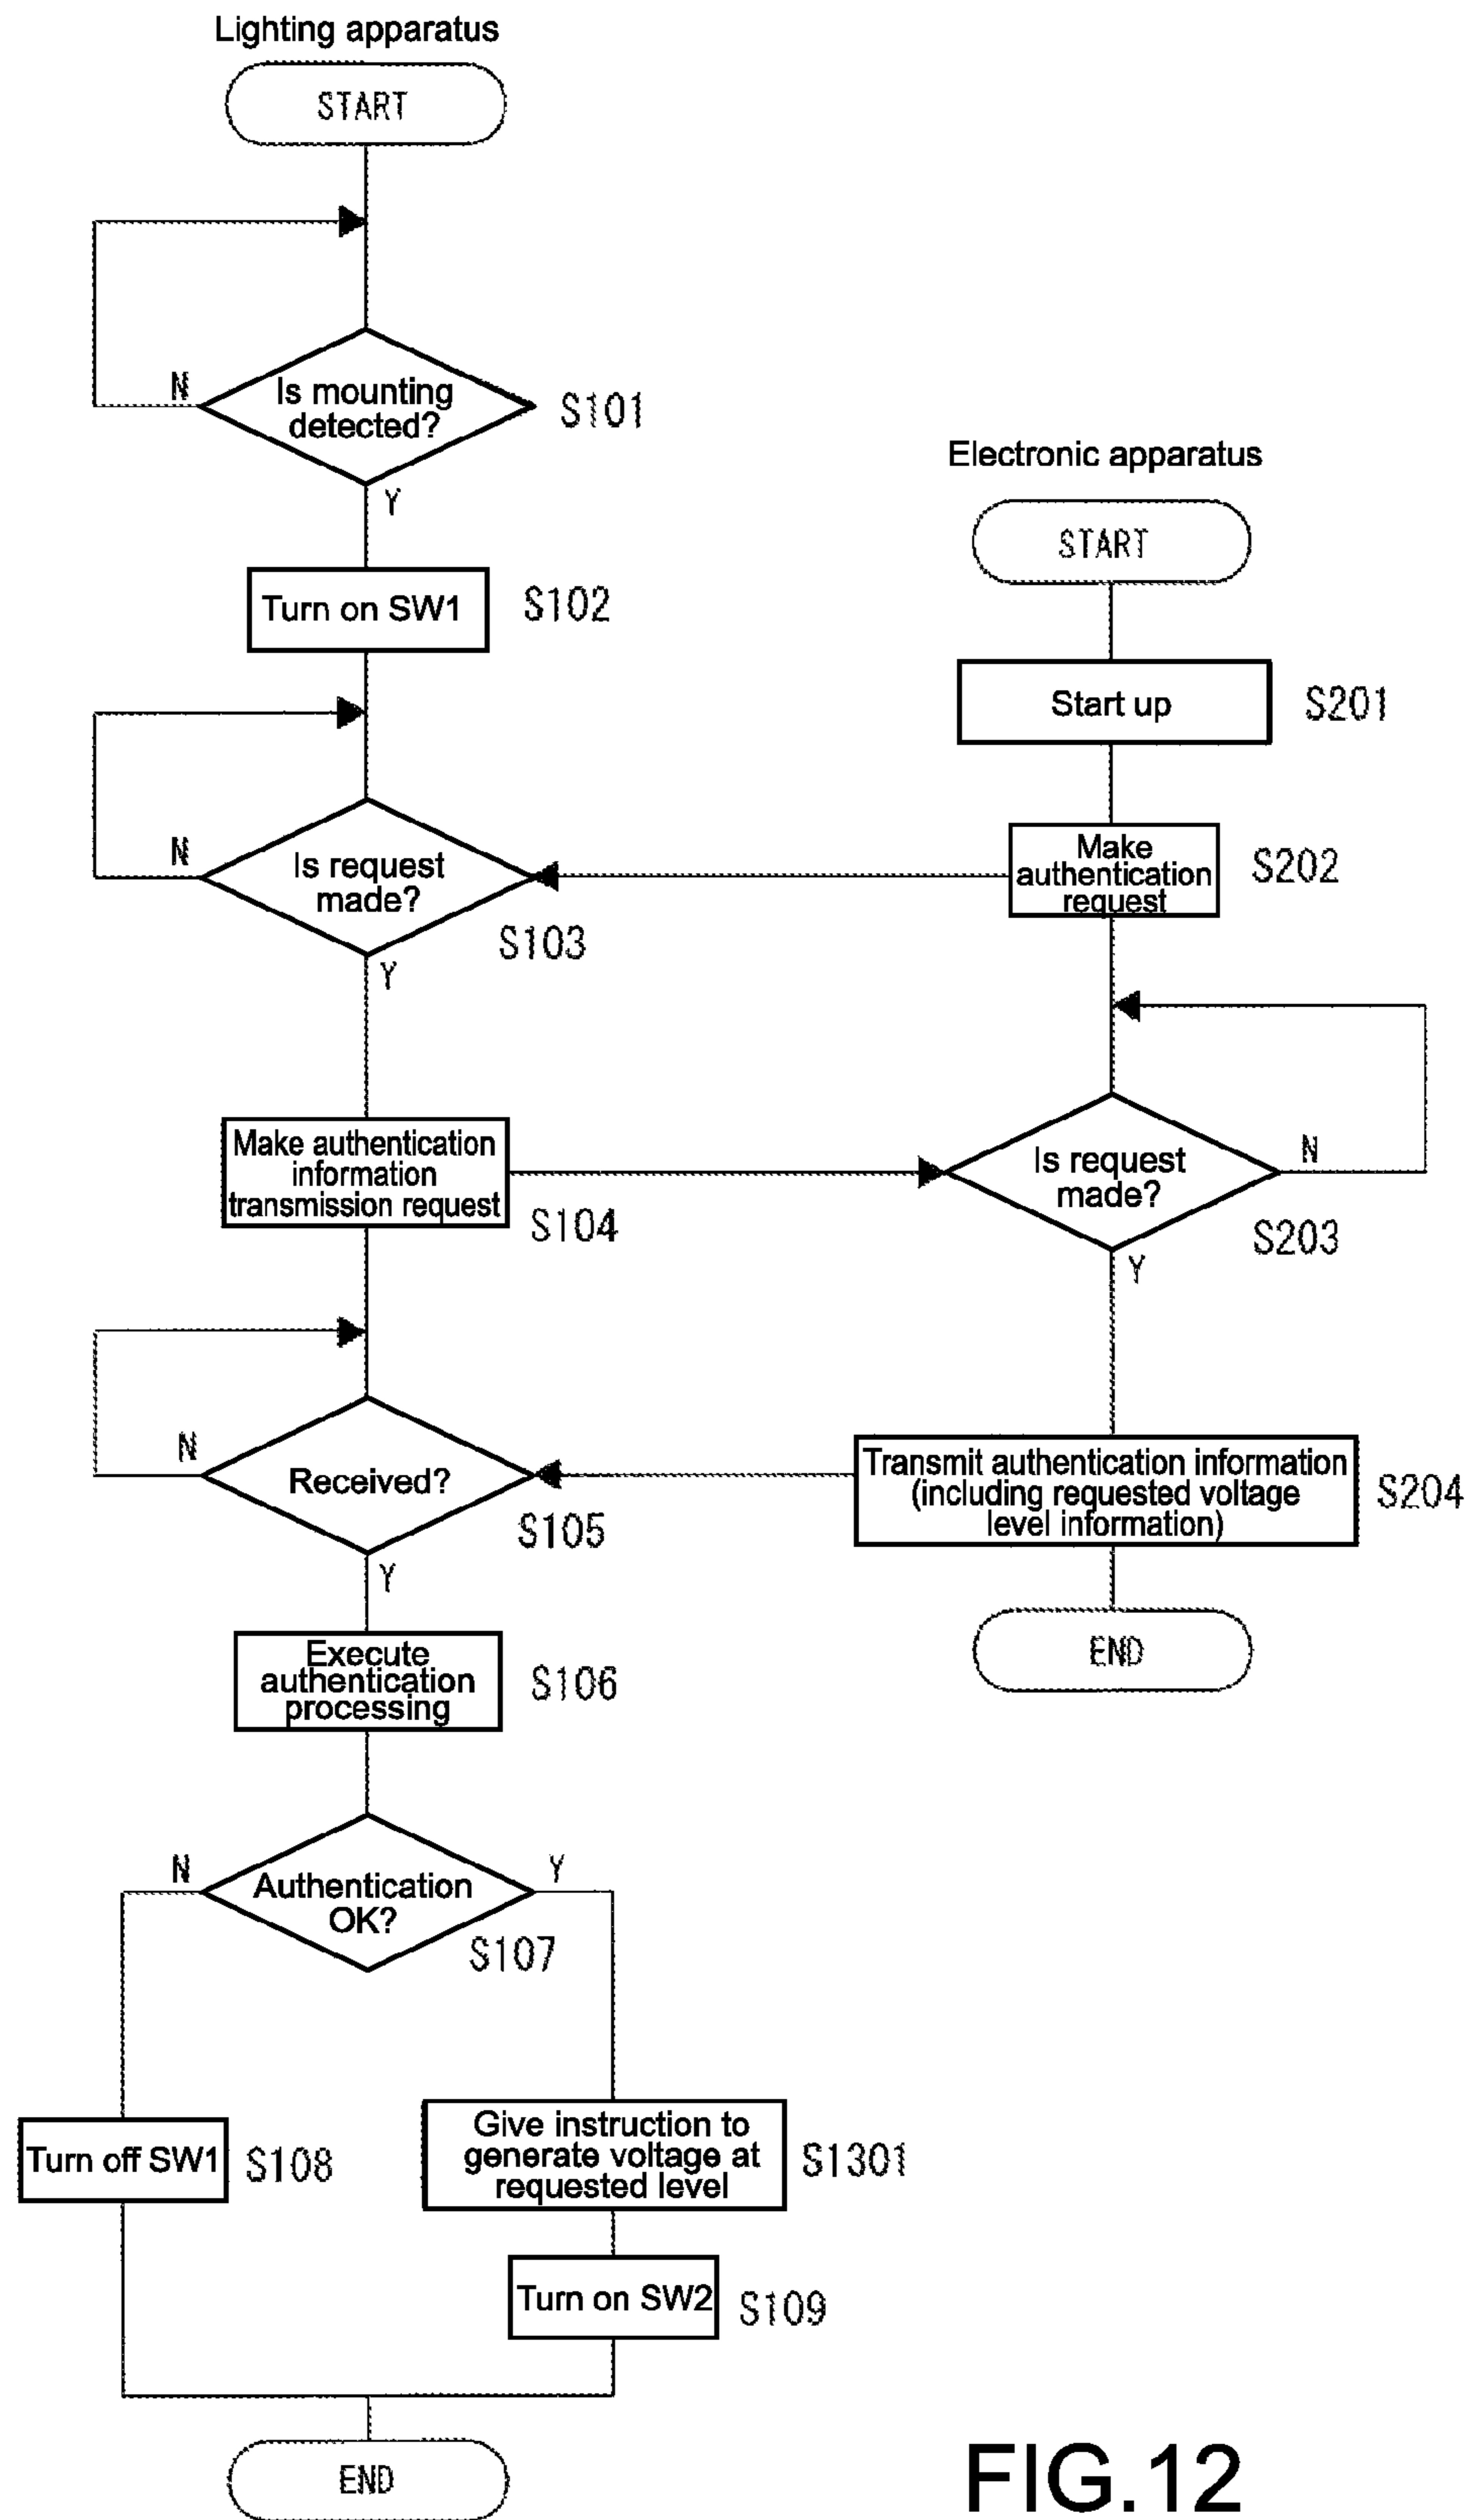 Lighting apparatus
START
N
Is mounting
detected?
S101
Y
Turn on SW1
S102
N
Is request
made?
S103
Y
Make authentication
information
transmission request
S104
N
Received?
S105
Y
Execute
authentication
processing
S106
N
Authentication
OK?
Y
S107
Turn off SW1
S108
Give instruction to
generate voltage at
requested level
S1301
Turn on SW2
S109
END
Electronic apparatus
START
Start up
S201
Make
authentication
request
S202
Is request
made?
N
S203
Y
Transmit authentication information
(including requested voltage
level information)
S204
END
FIG.12